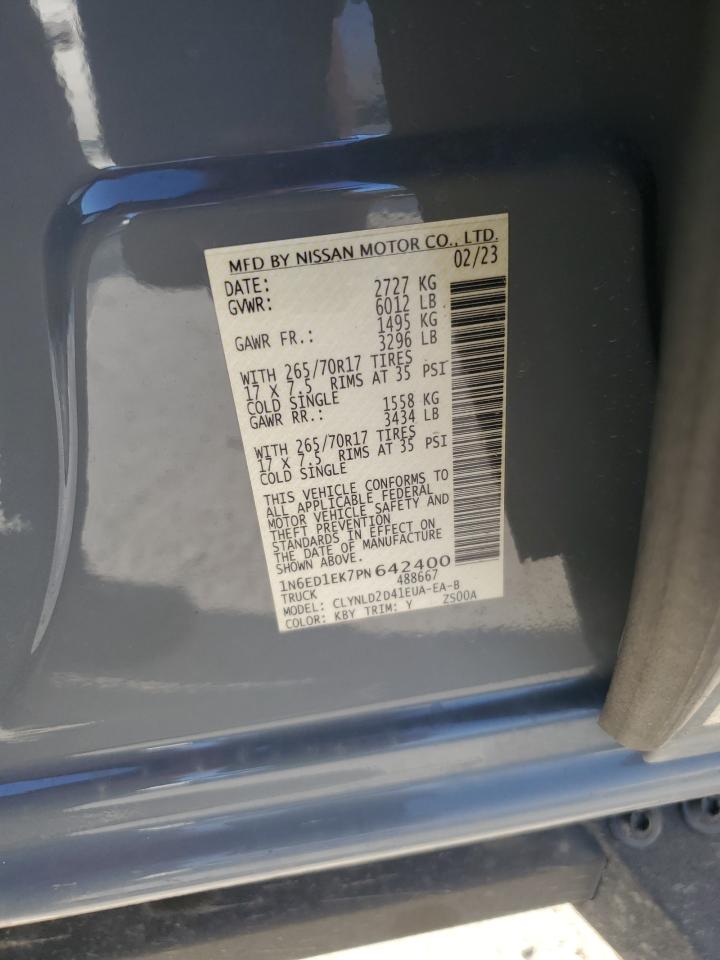 MFD BY NISSAN MOTOR CO., LTD.
DATE: 02/23
GVWR: 2727 KG
6012 LB
GAWR FR.: 1495 KG
3296 LB
WITH 265/70R17 TIRES
17 X 7.5 RIMS AT 35 PSI
COLD SINGLE
GAWR RR.: 1558 KG
3434 LB
WITH 265/70R17 TIRES
17 X 7.5 RIMS AT 35 PSI
COLD SINGLE
THIS VEHICLE CONFORMS TO
ALL APPLICABLE FEDERAL
MOTOR VEHICLE SAFETY AND
THEFT PREVENTION
STANDARDS IN EFFECT ON
THE DATE OF MANUFACTURE
SHOWN ABOVE.
1N6ED1EK7PN642400
TRUCK 488667
MODEL: CLYNLD2D41EUA-EA-B
COLOR: KBY TRIM: Y ZS00A